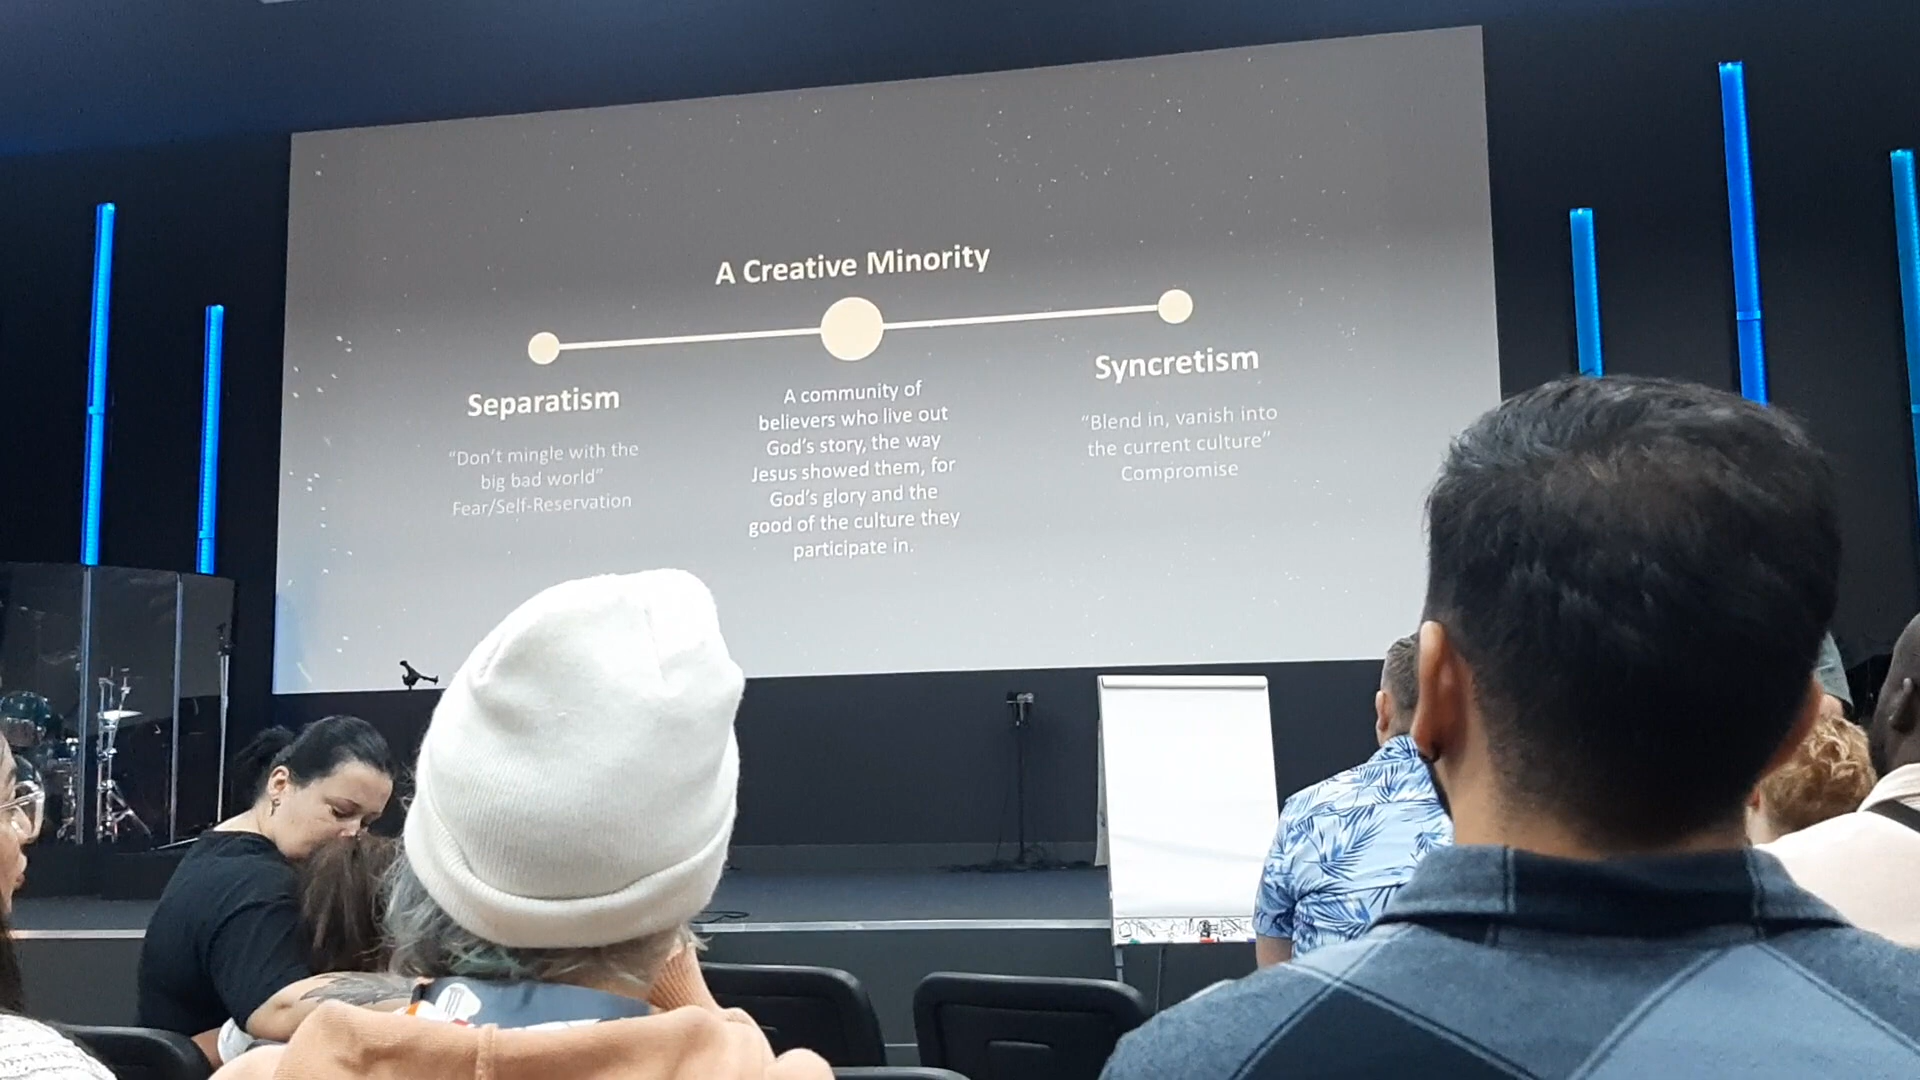 A Creative Minority
Separatism
"Don't mingle with the
big bad world"
Fear/Self-Reservation
A community of
believers who live out
God's story, the way
Jesus showed them, for
God's glory and the
good of the culture they
participate in.
Syncretism
"Blend in, vanish into
the current culture"
Compromise